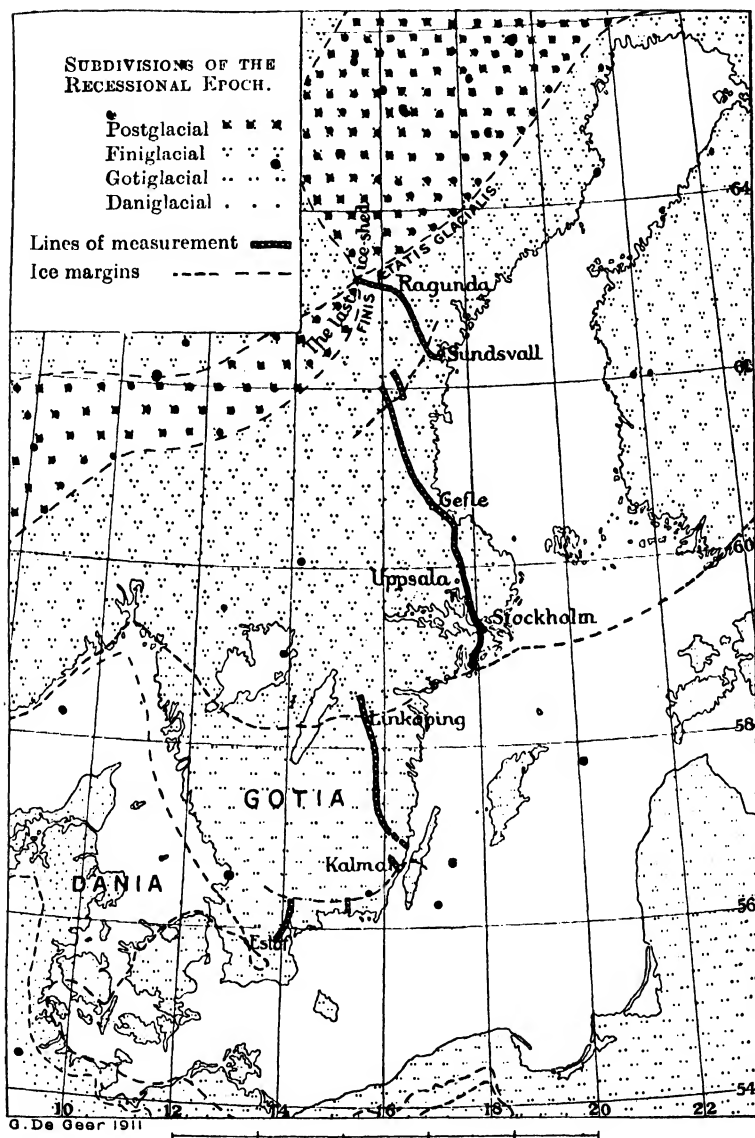 SUBDIVISIONS OF THE
RECESSIONAL EPOCH.
Postglacial
Finiglacial
Gotiglacial
Daniglacial
Lines of measurement
Ice margins
64
The last ice-shed
FINIS ÆTATIS GLACIALIS
Ragunda
Sundsvall
62
Gefle
60
Uppsala
Stockholm
Linköping
58
GOTIA
Kalmar
DANIA
56
54
10 12 14 16 18 20 22
G. De Geer 1911